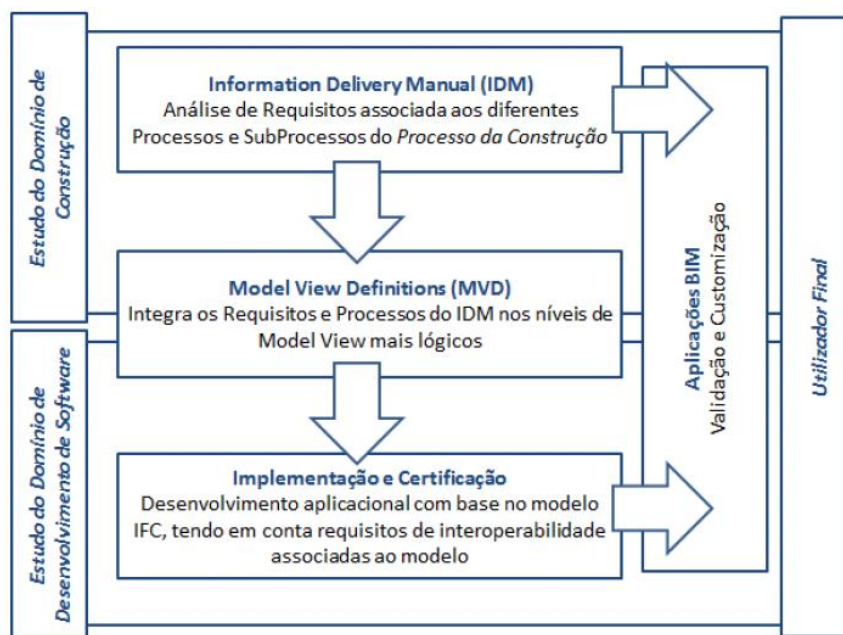 Estudo do Domínio de
Construção
Information Delivery Manual (IDM)
Análise de Requisitos associada aos diferentes
Processos e SubProcessos do Processo da Construção
Model View Definitions (MVD)
Integra os Requisitos e Processos do IDM nos níveis de
Model View mais lógicos
Estudo do Domínio de
Desenvolvimento de Software
Implementação e Certificação
Desenvolvimento aplicacional com base no modelo
IFC, tendo em conta requisitos de interoperabilidade
associadas ao modelo
Aplicações BIM
Validação e Customização
Utilizador Final